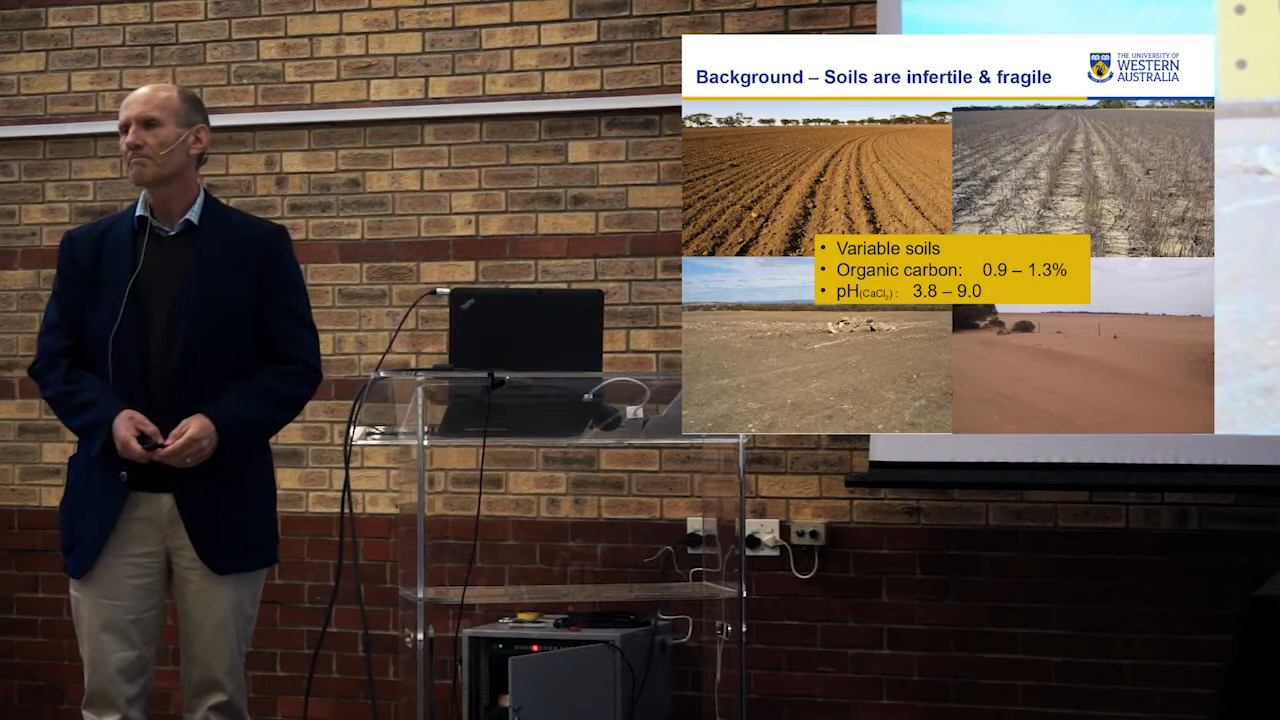 Background – Soils are infertile & fragile
THE UNIVERSITY OF
WESTERN
AUSTRALIA
• Variable soils
• Organic carbon: 0.9 – 1.3%
• pH(CaCl₂) : 3.8 – 9.0